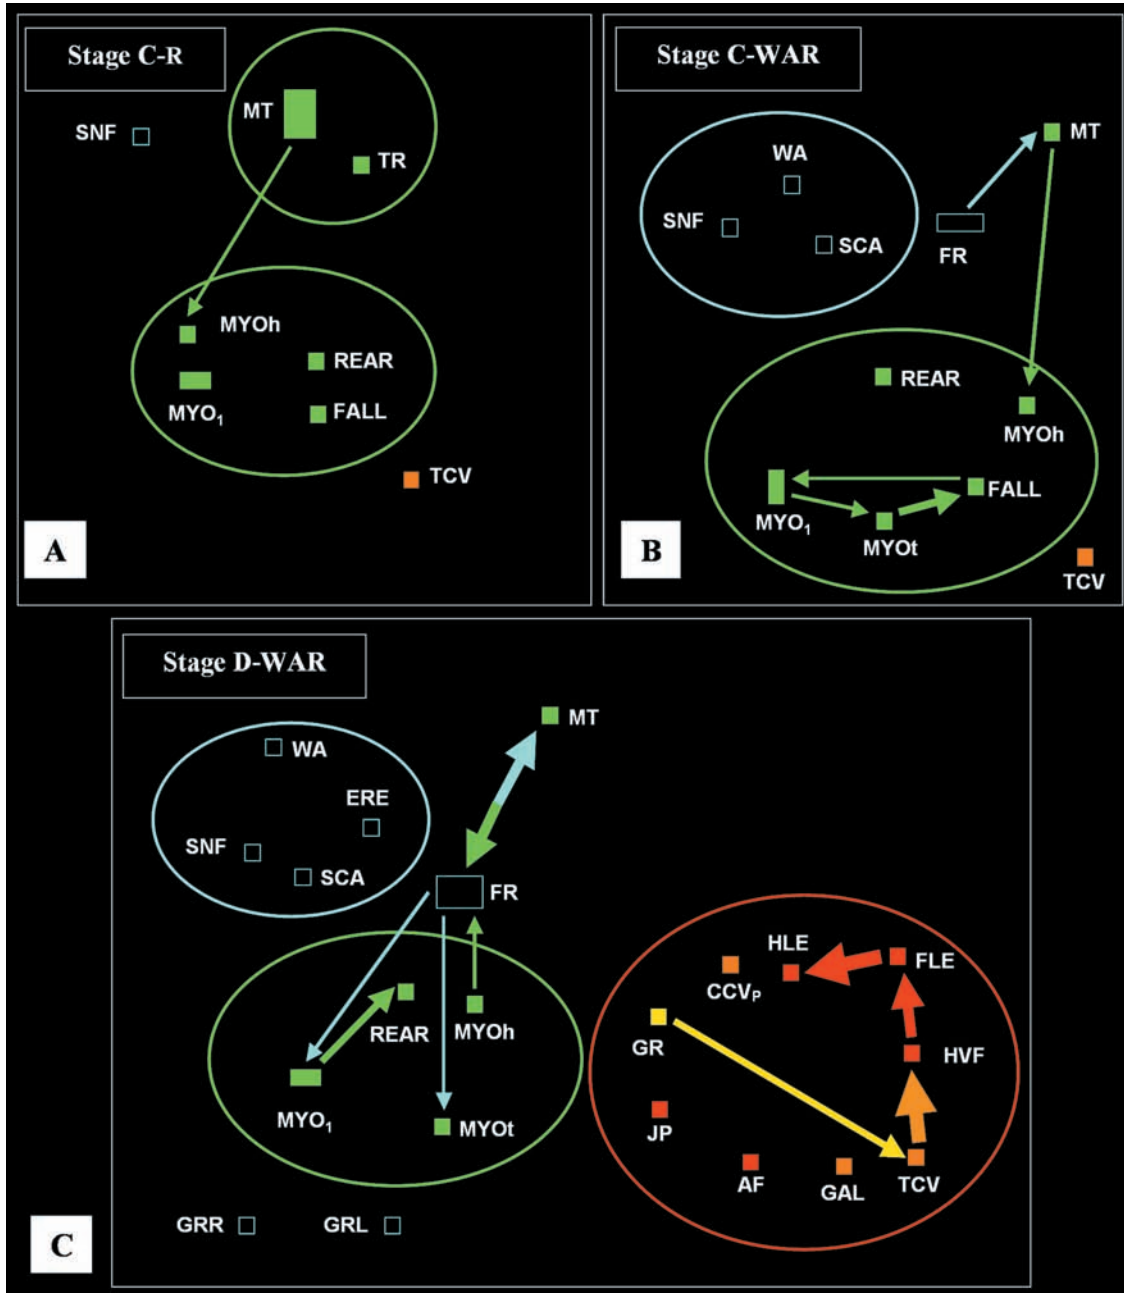 Stage C-R
MT
SNF
TR
MYOh
REAR
MYO₁
FALL
TCV
A
Stage C-WAR
MT
WA
SNF
SCA
FR
REAR
MYOh
FALL
MYO₁
MYOt
TCV
B
Stage D-WAR
MT
WA
ERE
SNF
SCA
FR
HLE
FLE
CCVP
REAR
MYOh
GR
HVF
MYO₁
MYOt
JP
AF
GAL
TCV
GRR
GRL
C